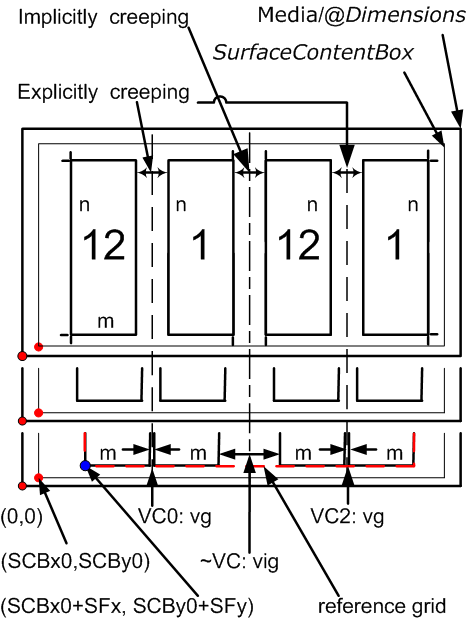 Implicitly creeping
Media/@Dimensions
SurfaceContentBox
Explicitly creeping
n n n n
12 1 12 1
m
m m m m
(0,0) VC0: vg VC2: vg
(SCBx0,SCBy0) ~VC: vig
(SCBx0+SFx, SCBy0+SFy) reference grid